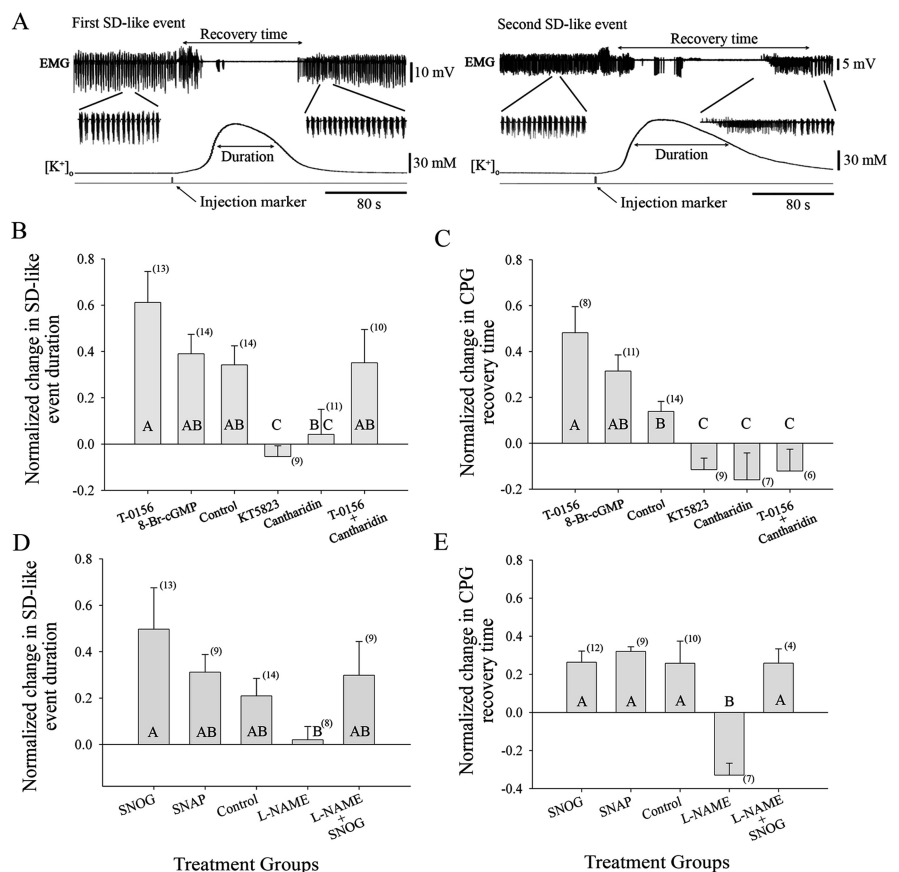 A
First SD-like event
Recovery time
EMG
10 mV
Duration
[K⁺]ₒ
30 mM
Injection marker
80 s
Second SD-like event
Recovery time
EMG
5 mV
Duration
[K⁺]ₒ
30 mM
Injection marker
80 s
B
Normalized change in SD-like
event duration
0.8
0.6
0.4
0.2
0.0
-0.2
(13)
(14)
(14)
(9)
(11)
(10)
A
AB
AB
C
B C
AB
T-0156
8-Br-cGMP
Control
KT5823
Cantharidin
T-0156
+
Cantharidin
C
Normalized change in CPG
recovery time
0.8
0.6
0.4
0.2
0.0
-0.2
(8)
(11)
(14)
(9)
(7)
(6)
A
AB
B
C
C
C
T-0156
8-Br-cGMP
Control
KT5823
Cantharidin
T-0156
+
Cantharidin
D
Normalized change in SD-like
event duration
0.8
0.6
0.4
0.2
0.0
(13)
(9)
(14)
(8)
(9)
A
AB
AB
B
AB
SNOG
SNAP
Control
L-NAME
L-NAME
+
SNOG
Treatment Groups
E
Normalized change in CPG
recovery time
0.8
0.6
0.4
0.2
0.0
-0.2
-0.4
(12)
(9)
(10)
(7)
(4)
A
A
A
B
A
SNOG
SNAP
Control
L-NAME
L-NAME
+
SNOG
Treatment Groups